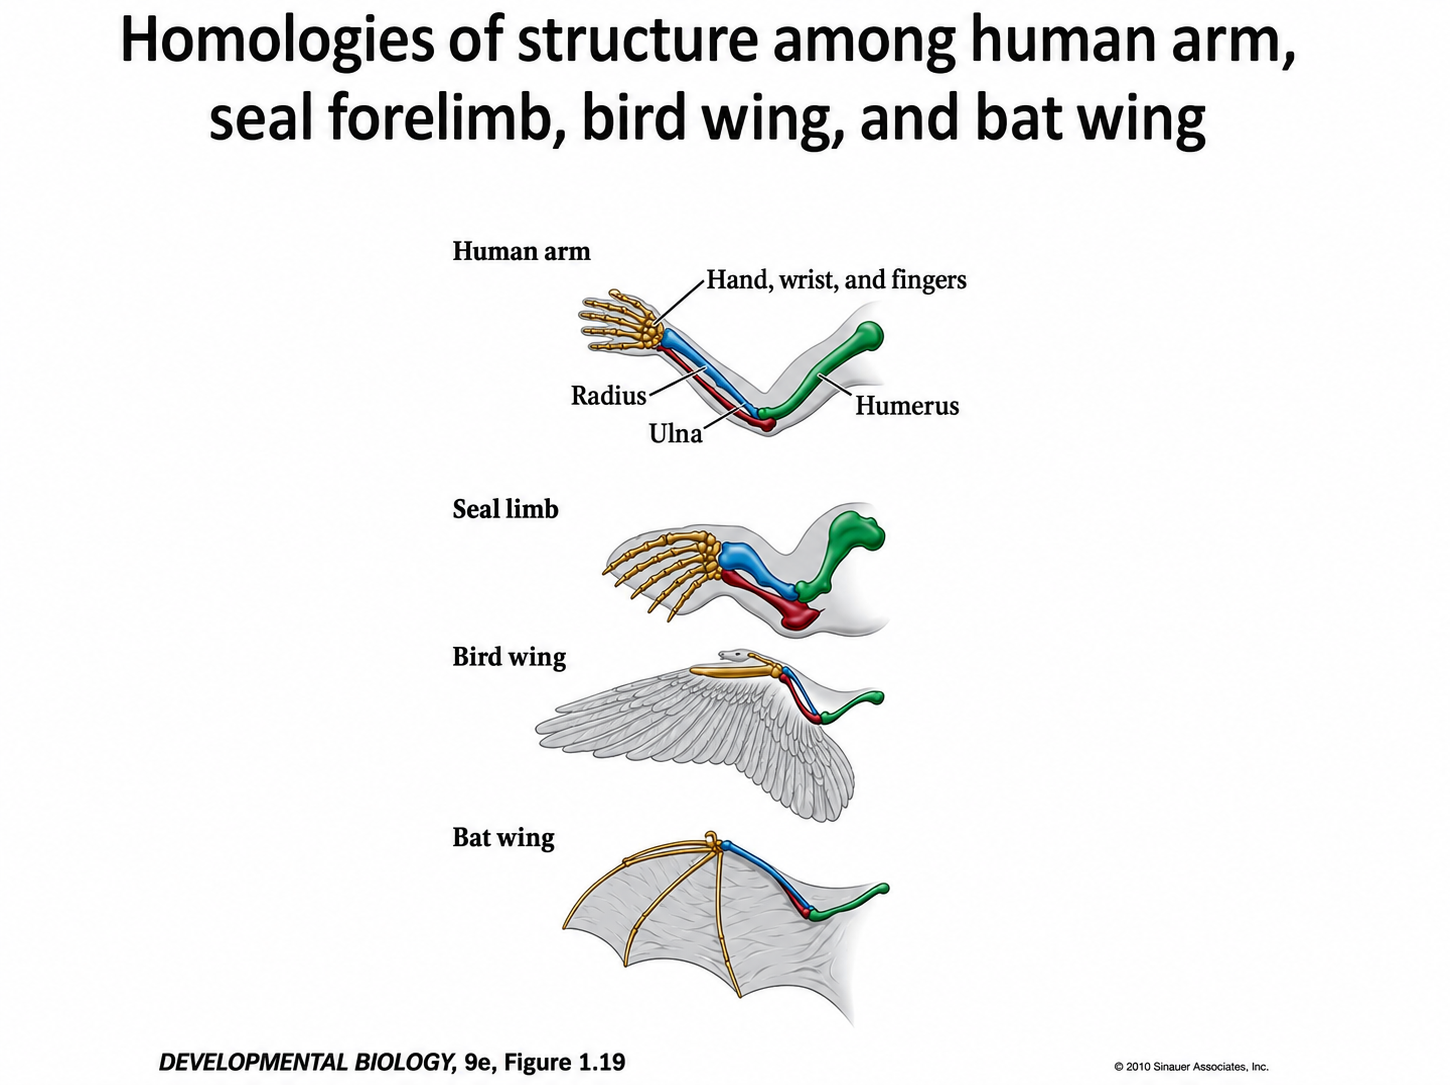 Homologies of structure among human arm,
seal forelimb, bird wing, and bat wing
Human arm
Hand, wrist, and fingers
Radius
Humerus
Ulna
Seal limb
Bird wing
Bat wing
DEVELOPMENTAL BIOLOGY, 9e, Figure 1.19
© 2010 Sinauer Associates, Inc.